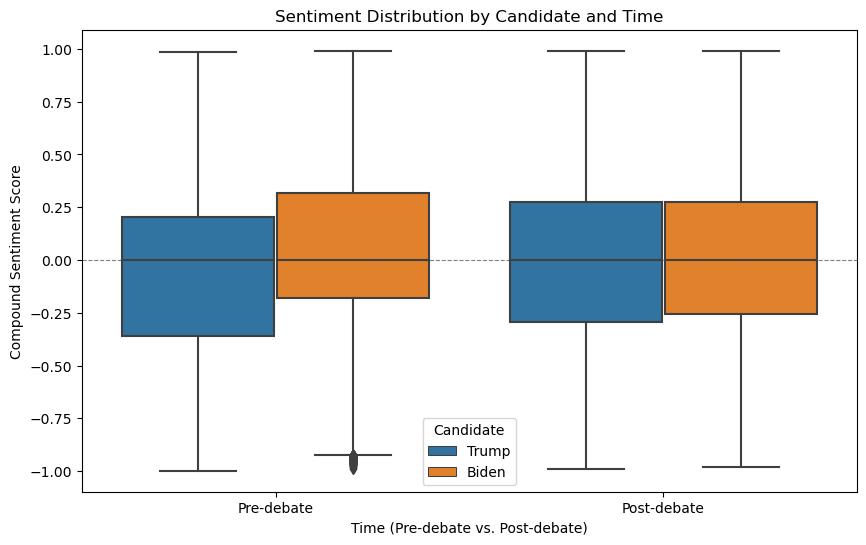 Sentiment Distribution by Candidate and Time
Compound Sentiment Score
1.00
0.75
0.50
0.25
0.00
−0.25
−0.50
−0.75
−1.00
Candidate
Trump
Biden
Pre-debate
Post-debate
Time (Pre-debate vs. Post-debate)